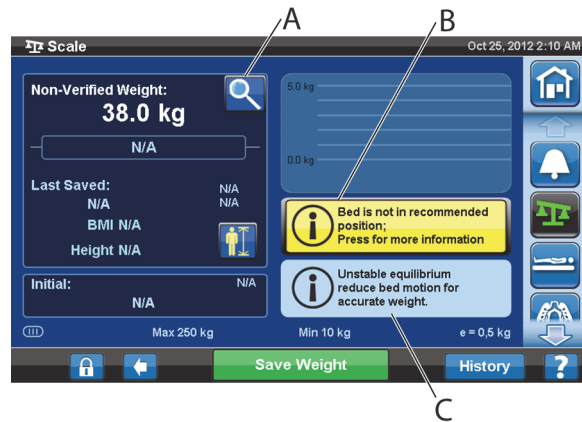 A
B
Scale
Oct 25, 2012 2:10 AM
Non-Verified Weight:
38.0 kg
N/A
Last Saved:
N/A
N/A
N/A
BMI N/A
Height N/A
Initial:
N/A
N/A
5.0 kg
0.0 kg
Bed is not in recommended
position;
Press for more information
Unstable equilibrium
reduce bed motion for
accurate weight.
Max 250 kg
Min 10 kg
e = 0,5 kg
Save Weight
History
?
C